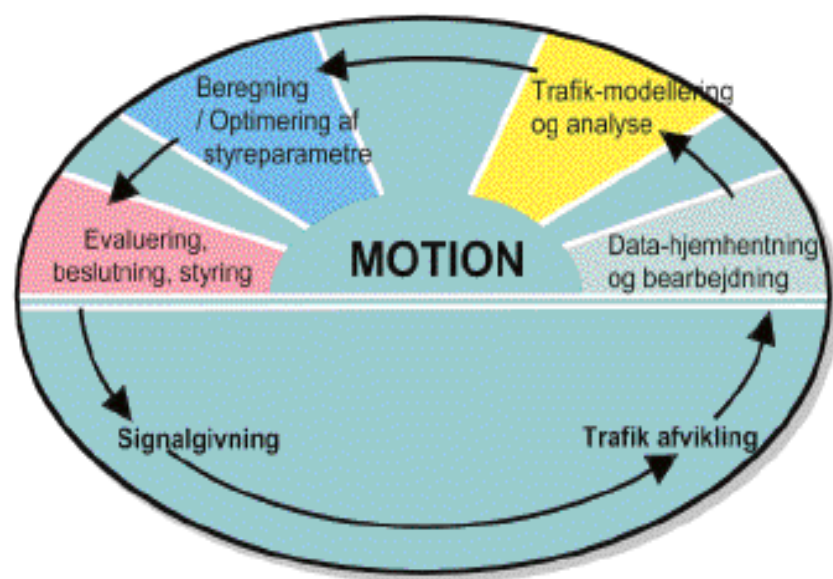 Beregning
/ Optimering af
styreparametre
Trafik-modellering
og analyse
Evaluering,
beslutning, styring
MOTION
Data-hjemhentning
og bearbejdning
Signalgivning
Trafik afvikling